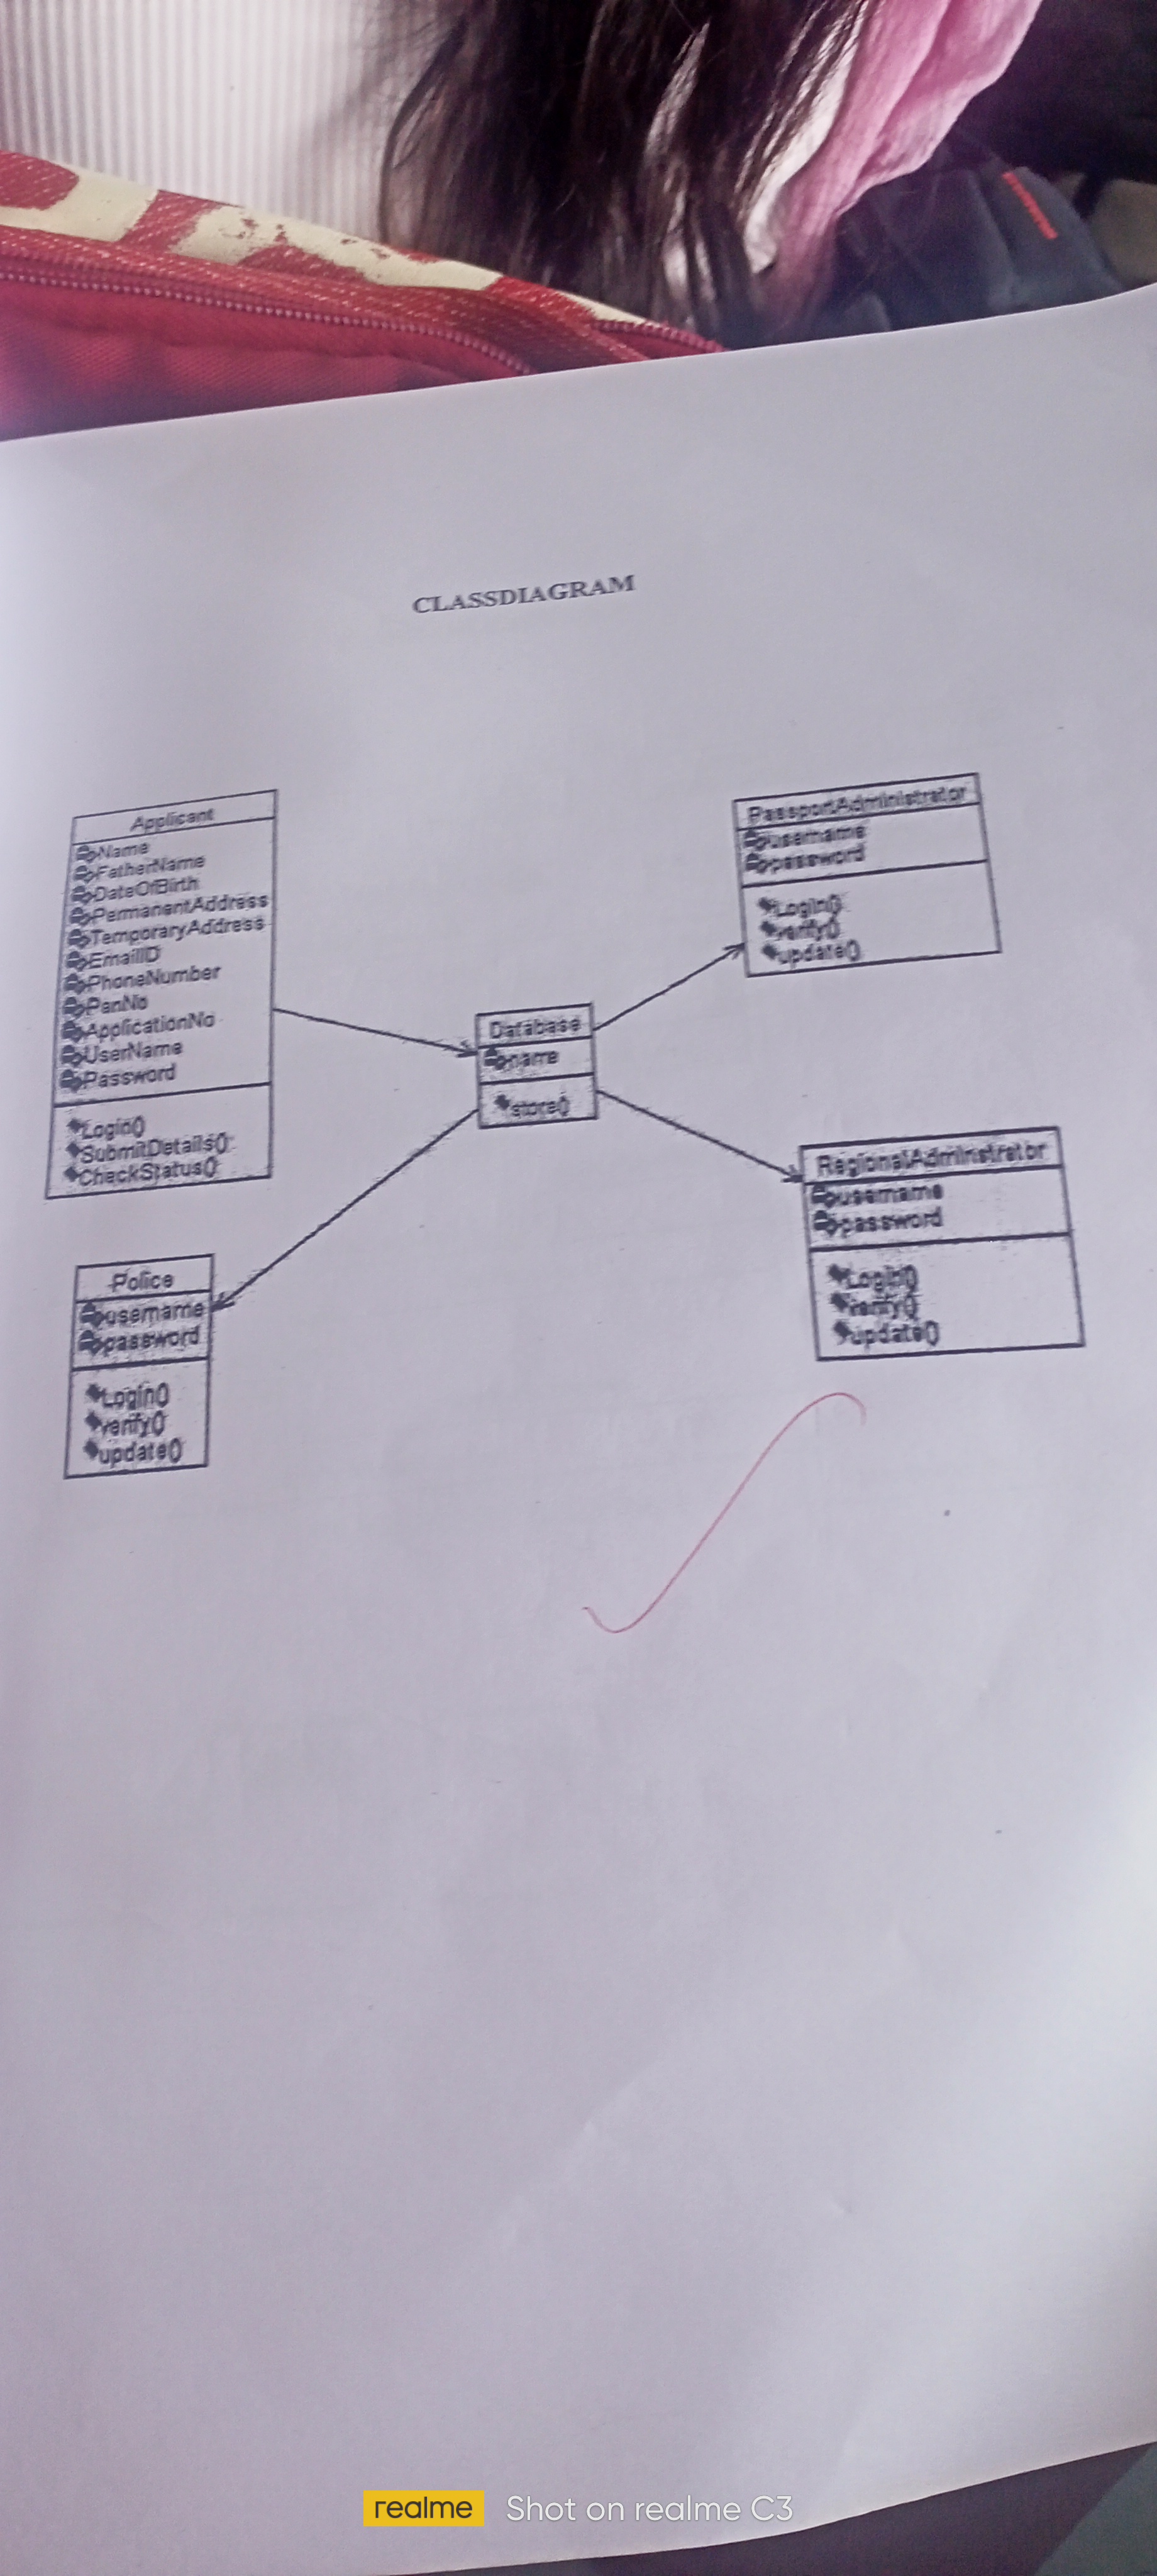 CLASSDIAGRAM
Applicant
Name
FatherName
DateOfBirth
PermanentAddress
TemporaryAddress
EmailID
PhoneNumber
PanNo
ApplicationNo
UserName
Password
Login()
SubmitDetails()
CheckStatus()
PassportAdministrator
username
password
Login()
verify()
update()
Database
name
store()
RegionalAdministrator
username
password
Login()
verify()
update()
Police
username
password
Login()
verify()
update()
realme Shot on realme C3